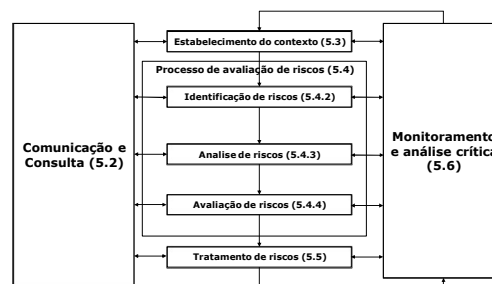 Estabelecimento do contexto (5.3)
Processo de avaliação de riscos (5.4)
Identificação de riscos (5.4.2)
Analise de riscos (5.4.3)
Avaliação de riscos (5.4.4)
Tratamento de riscos (5.5)
Comunicação e
Consulta (5.2)
Monitoramento
e análise crítica
(5.6)